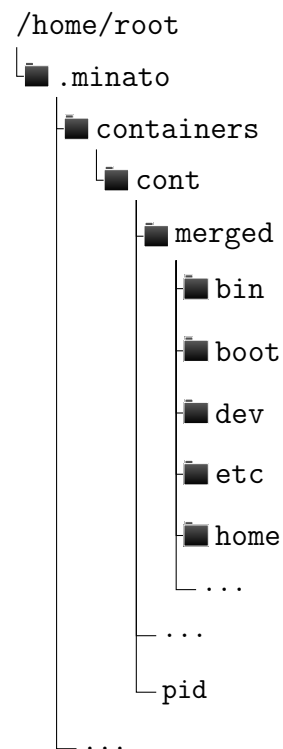 /home/root
.minato
containers
cont
merged
bin
boot
dev
etc
home
...
...
pid
...